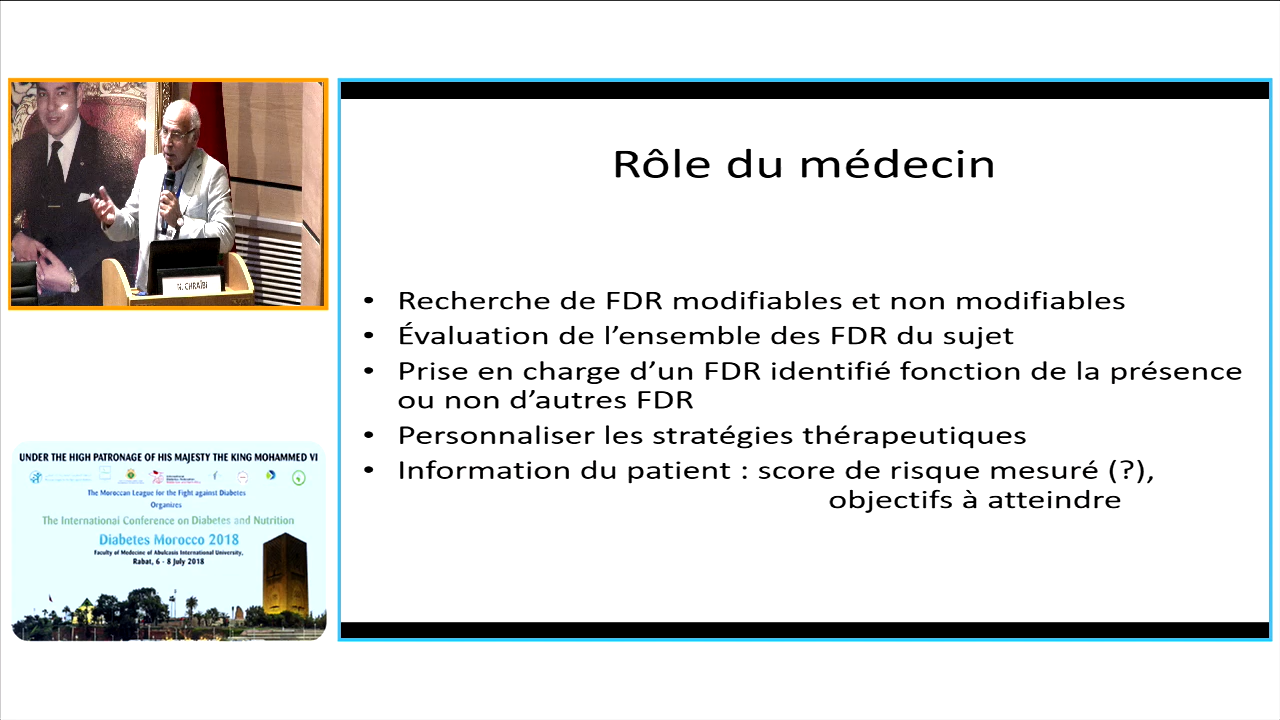 N. CHRAÏBI
Rôle du médecin
• Recherche de FDR modifiables et non modifiables
• Évaluation de l’ensemble des FDR du sujet
• Prise en charge d’un FDR identifié fonction de la présence
ou non d’autres FDR
• Personnaliser les stratégies thérapeutiques
• Information du patient : score de risque mesuré (?),
objectifs à atteindre
UNDER THE HIGH PATRONAGE OF HIS MAJESTY THE KING MOHAMMED VI
The Moroccan League for the Fight against Diabetes
Organizes
The International Conference on Diabetes and Nutrition
Diabetes Morocco 2018
Faculty of Medecine of Abulcasis International University,
Rabat, 6 - 8 July 2018